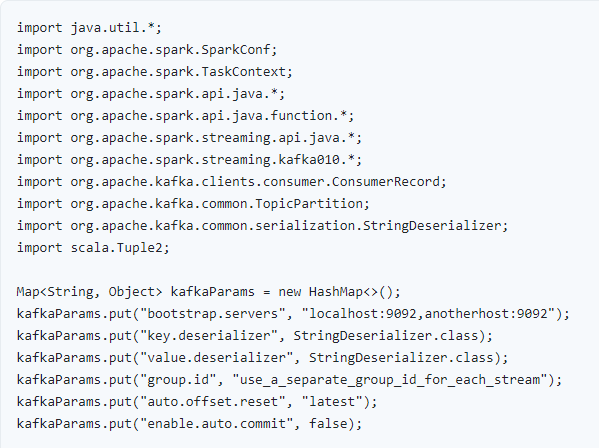 import java.util.*;
import org.apache.spark.SparkConf;
import org.apache.spark.TaskContext;
import org.apache.spark.api.java.*;
import org.apache.spark.api.java.function.*;
import org.apache.spark.streaming.api.java.*;
import org.apache.spark.streaming.kafka010.*;
import org.apache.kafka.clients.consumer.ConsumerRecord;
import org.apache.kafka.common.TopicPartition;
import org.apache.kafka.common.serialization.StringDeserializer;
import scala.Tuple2;

Map<String, Object> kafkaParams = new HashMap<>();
kafkaParams.put("bootstrap.servers", "localhost:9092,anotherhost:9092");
kafkaParams.put("key.deserializer", StringDeserializer.class);
kafkaParams.put("value.deserializer", StringDeserializer.class);
kafkaParams.put("group.id", "use_a_separate_group_id_for_each_stream");
kafkaParams.put("auto.offset.reset", "latest");
kafkaParams.put("enable.auto.commit", false);